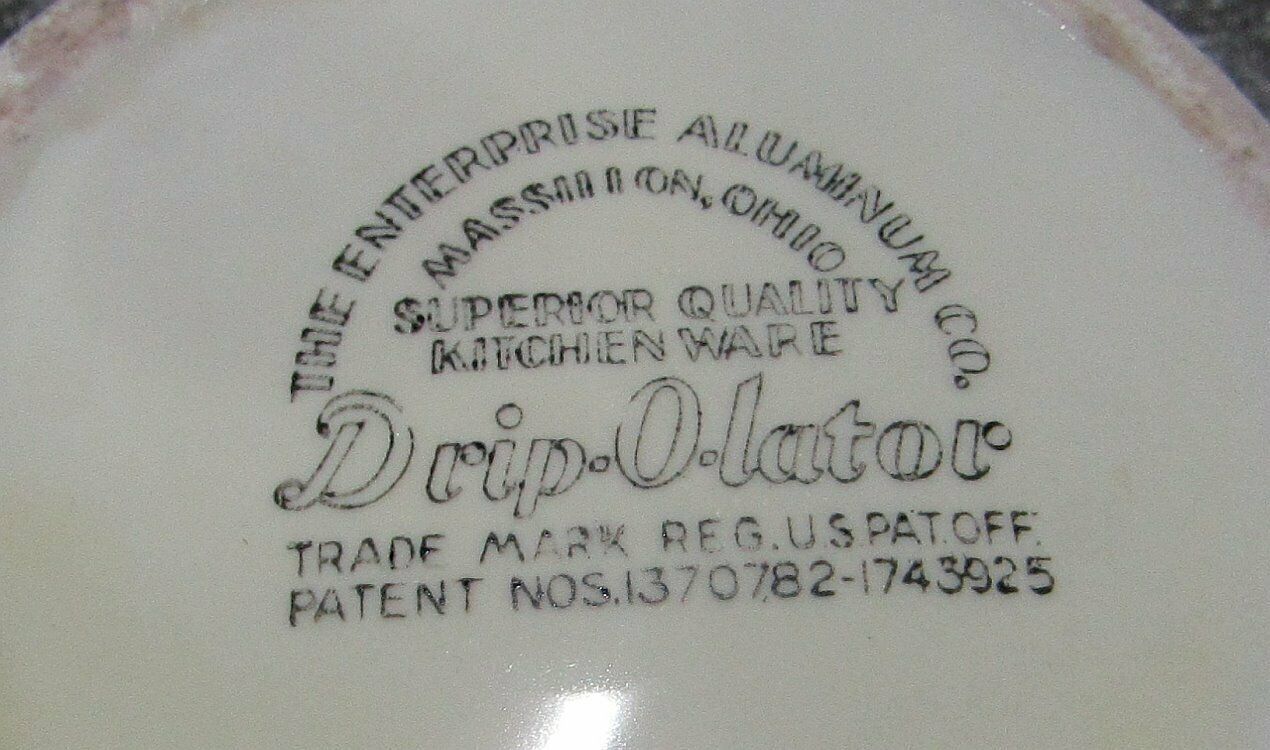 THE ENTERPRISE ALUMINUM CO.
MASSILLON, OHIO
SUPERIOR QUALITY
KITCHEN WARE
Drip-O-lator
TRADE MARK REG. U.S. PAT. OFF.
PATENT NOS. 1370782-1743925